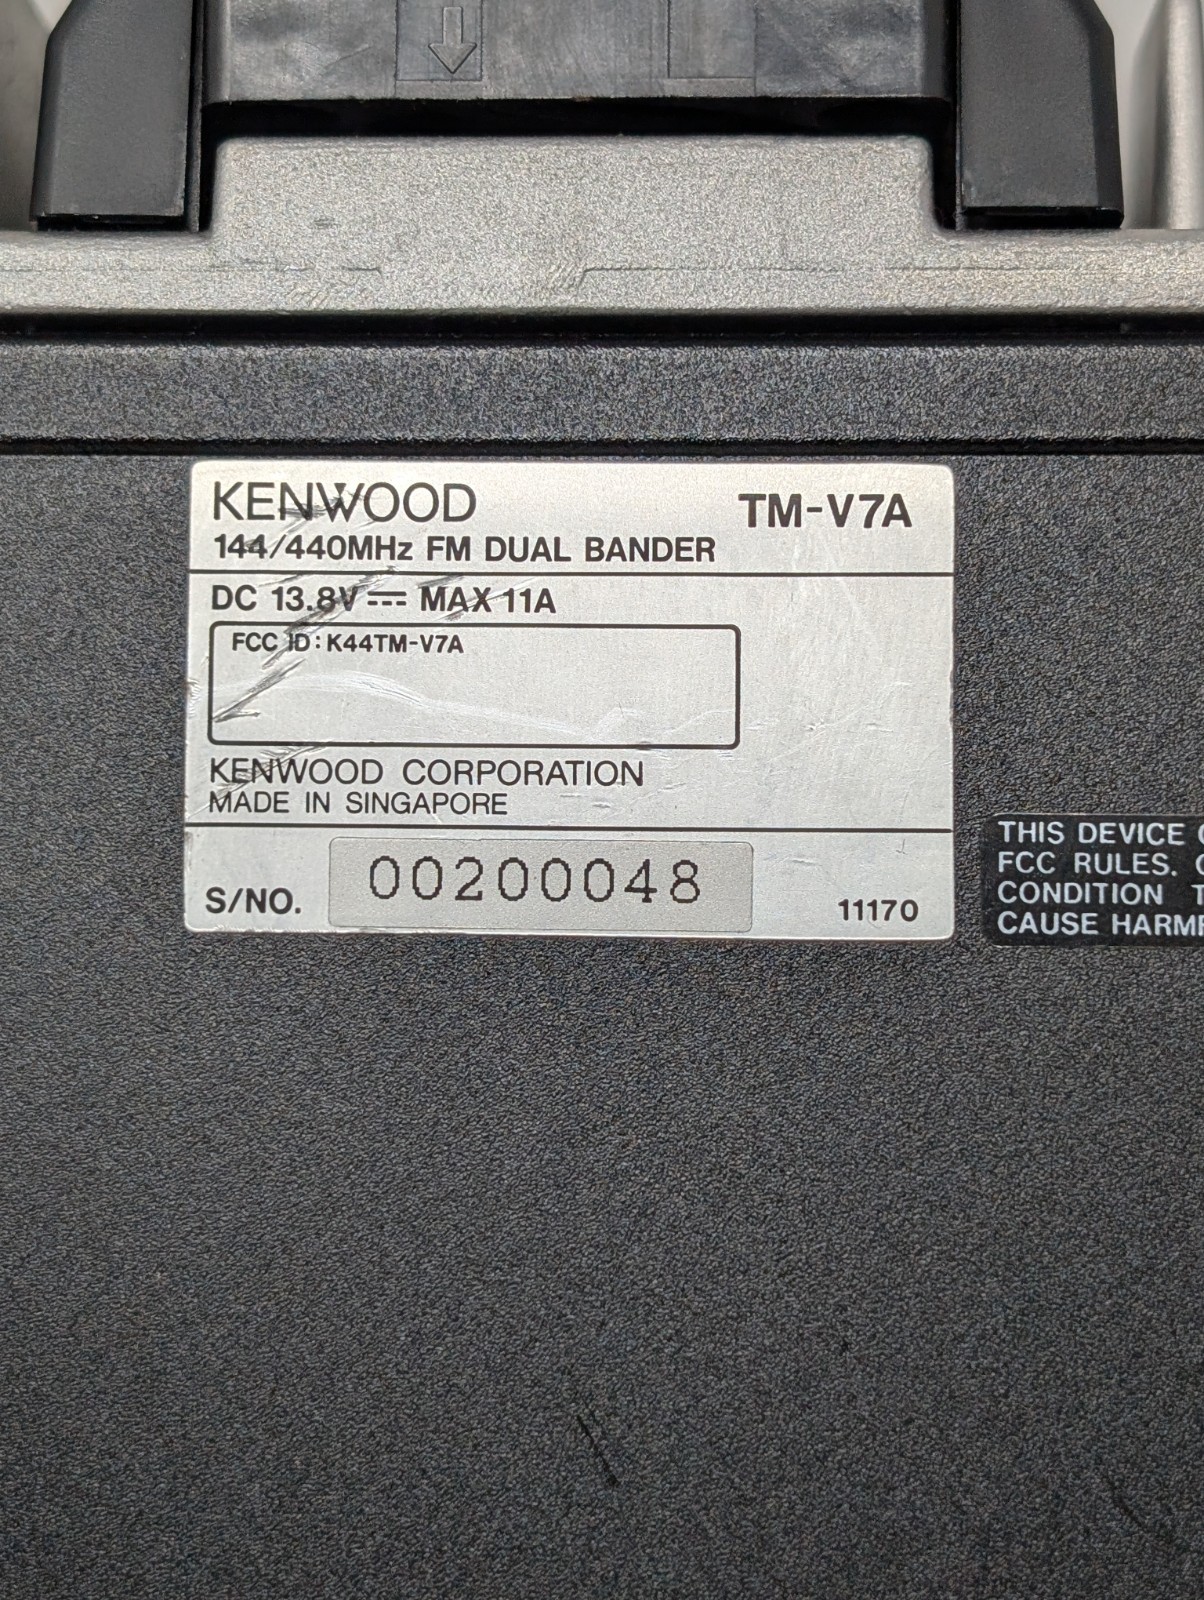 KENWOOD TM-V7A
144/440MHz FM DUAL BANDER
DC 13.8V ⎓ MAX 11A
FCC ID: K44TM-V7A
KENWOOD CORPORATION
MADE IN SINGAPORE
S/NO. 00200048 11170
THIS DEVICE
FCC RULES.
CONDITION
CAUSE